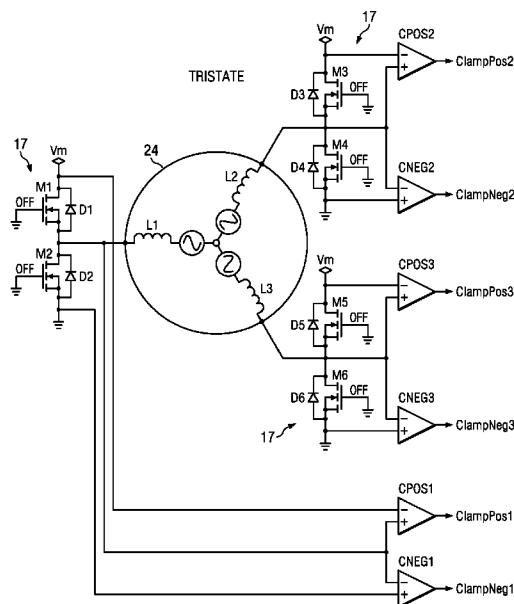 17
Vm
CPOS2
−
+
ClampPos2
TRISTATE
D3
M3
OFF
24
17
Vm
D4
M4
OFF
CNEG2
−
+
ClampNeg2
L2
M1
OFF
D1
L1
M2
OFF
D2
L3
Vm
CPOS3
−
+
ClampPos3
D5
M5
OFF
D6
M6
OFF
17
CNEG3
−
+
ClampNeg3
CPOS1
−
+
ClampPos1
CNEG1
−
+
ClampNeg1